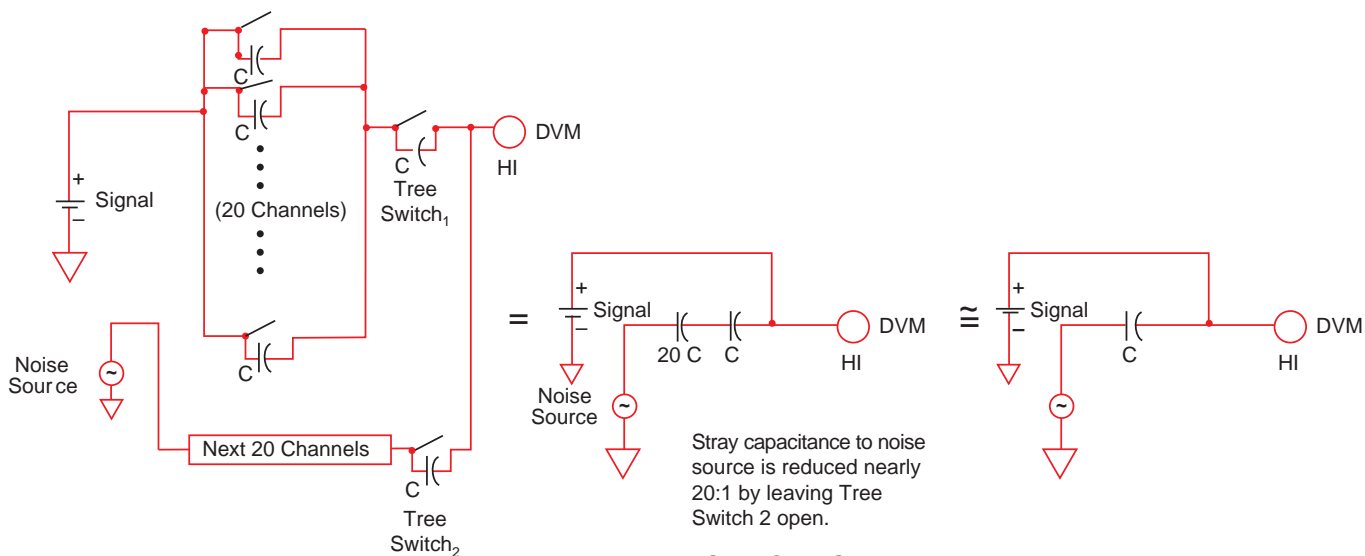 C
C
+
DVM
C
HI
Signal
–
(20 Channels)
Tree
Switch1
C
Noise
Source
~
Next 20 Channels
C
Tree
Switch2
=
+
Signal
–
20 C
C
DVM
HI
Noise
Source
~
Stray capacitance to noise
source is reduced nearly
20:1 by leaving Tree
Switch 2 open.
≅
+
Signal
–
C
DVM
HI
~